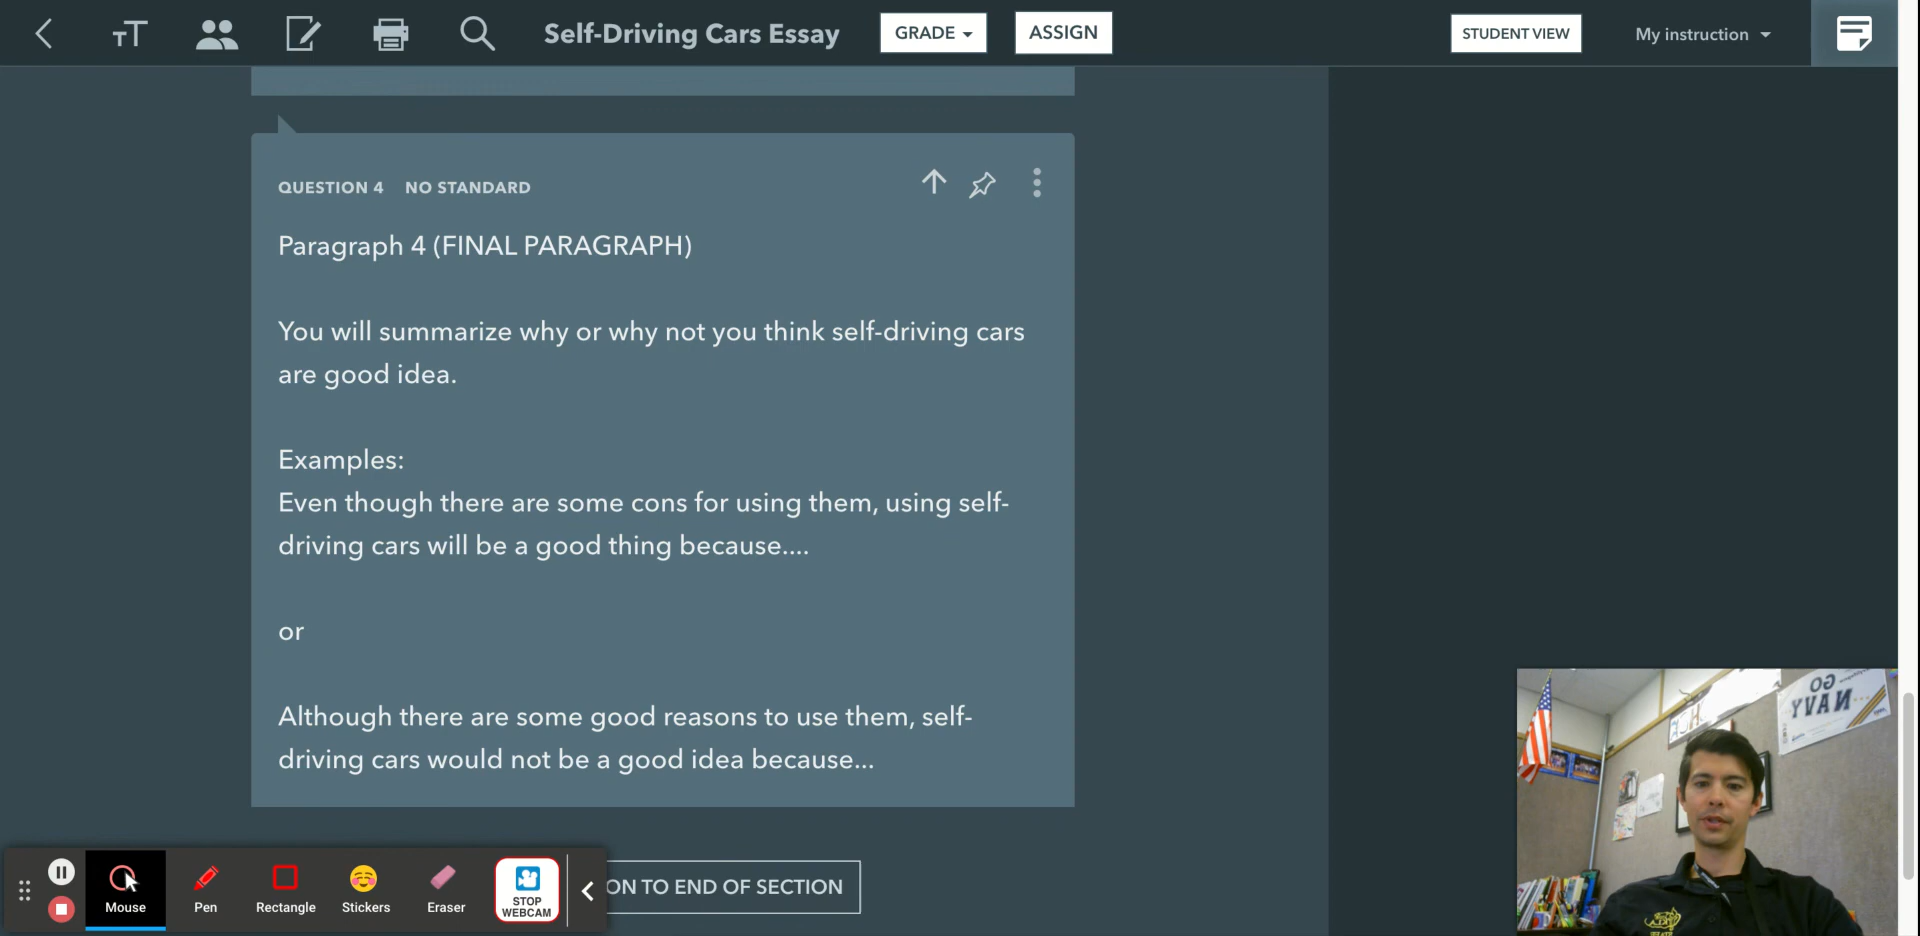 Self-Driving Cars Essay
GRADE
ASSIGN
STUDENT VIEW
My instruction
QUESTION 4 NO STANDARD
Paragraph 4 (FINAL PARAGRAPH)
You will summarize why or why not you think self-driving cars
are good idea.
Examples:
Even though there are some cons for using them, using self-
driving cars will be a good thing because....
or
Although there are some good reasons to use them, self-
driving cars would not be a good idea because...
GO
NAVY
Mouse
Pen
Rectangle
Stickers
Eraser
STOP
WEBCAM
ON TO END OF SECTION